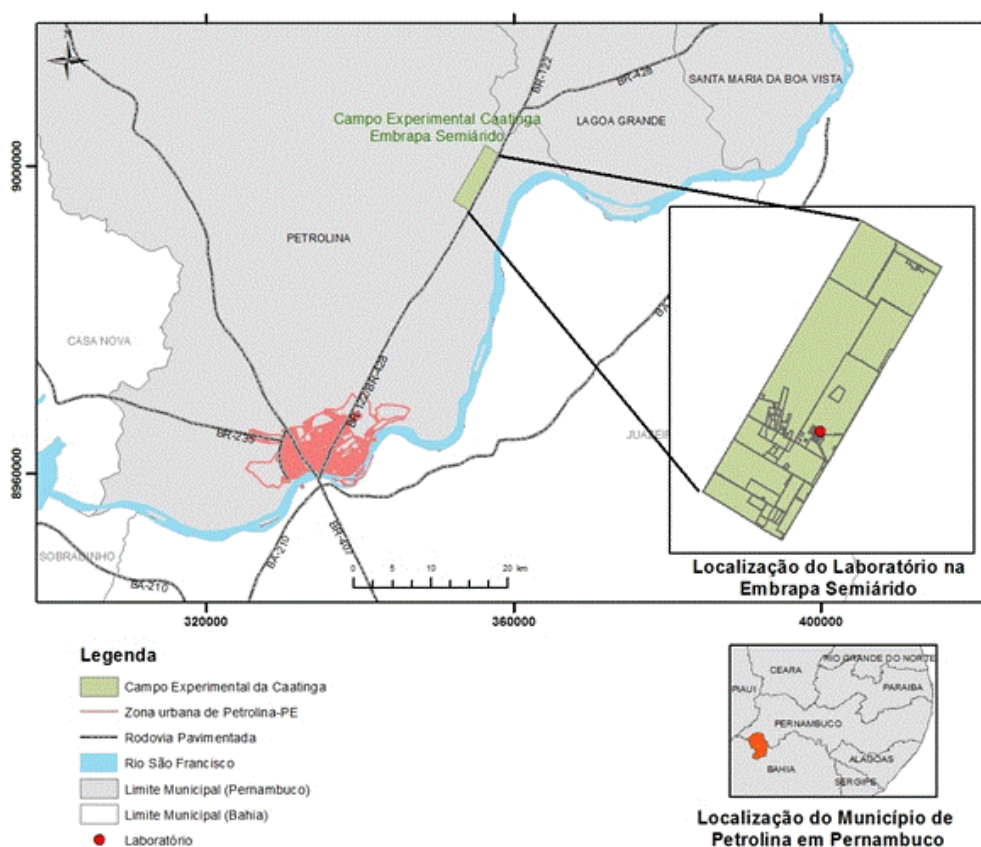 BR-122
BR-428
SANTA MARIA DA BOA VISTA
Campo Experimental Caatinga
Embrapa Semiárido
LAGOA GRANDE
9000000
PETROLINA
CASA NOVA
BR-122/BR-428
BR-235
8960000
SOBRADINHO
BA-210
BA-210
BR-407
0 5 10 20 km
Localização do Laboratório na
Embrapa Semiárido
320000
360000
400000
Legenda
Campo Experimental da Caatinga
Zona urbana de Petrolina-PE
Rodovia Pavimentada
Rio São Francisco
Limite Municipal (Pernambuco)
Limite Municipal (Bahia)
Laboratório
CEARA
RIO GRANDE DO NORTE
PIAUI
PARAIBA
PERNAMBUCO
ALAGOAS
BAHIA
SERGIPE
Localização do Município de
Petrolina em Pernambuco